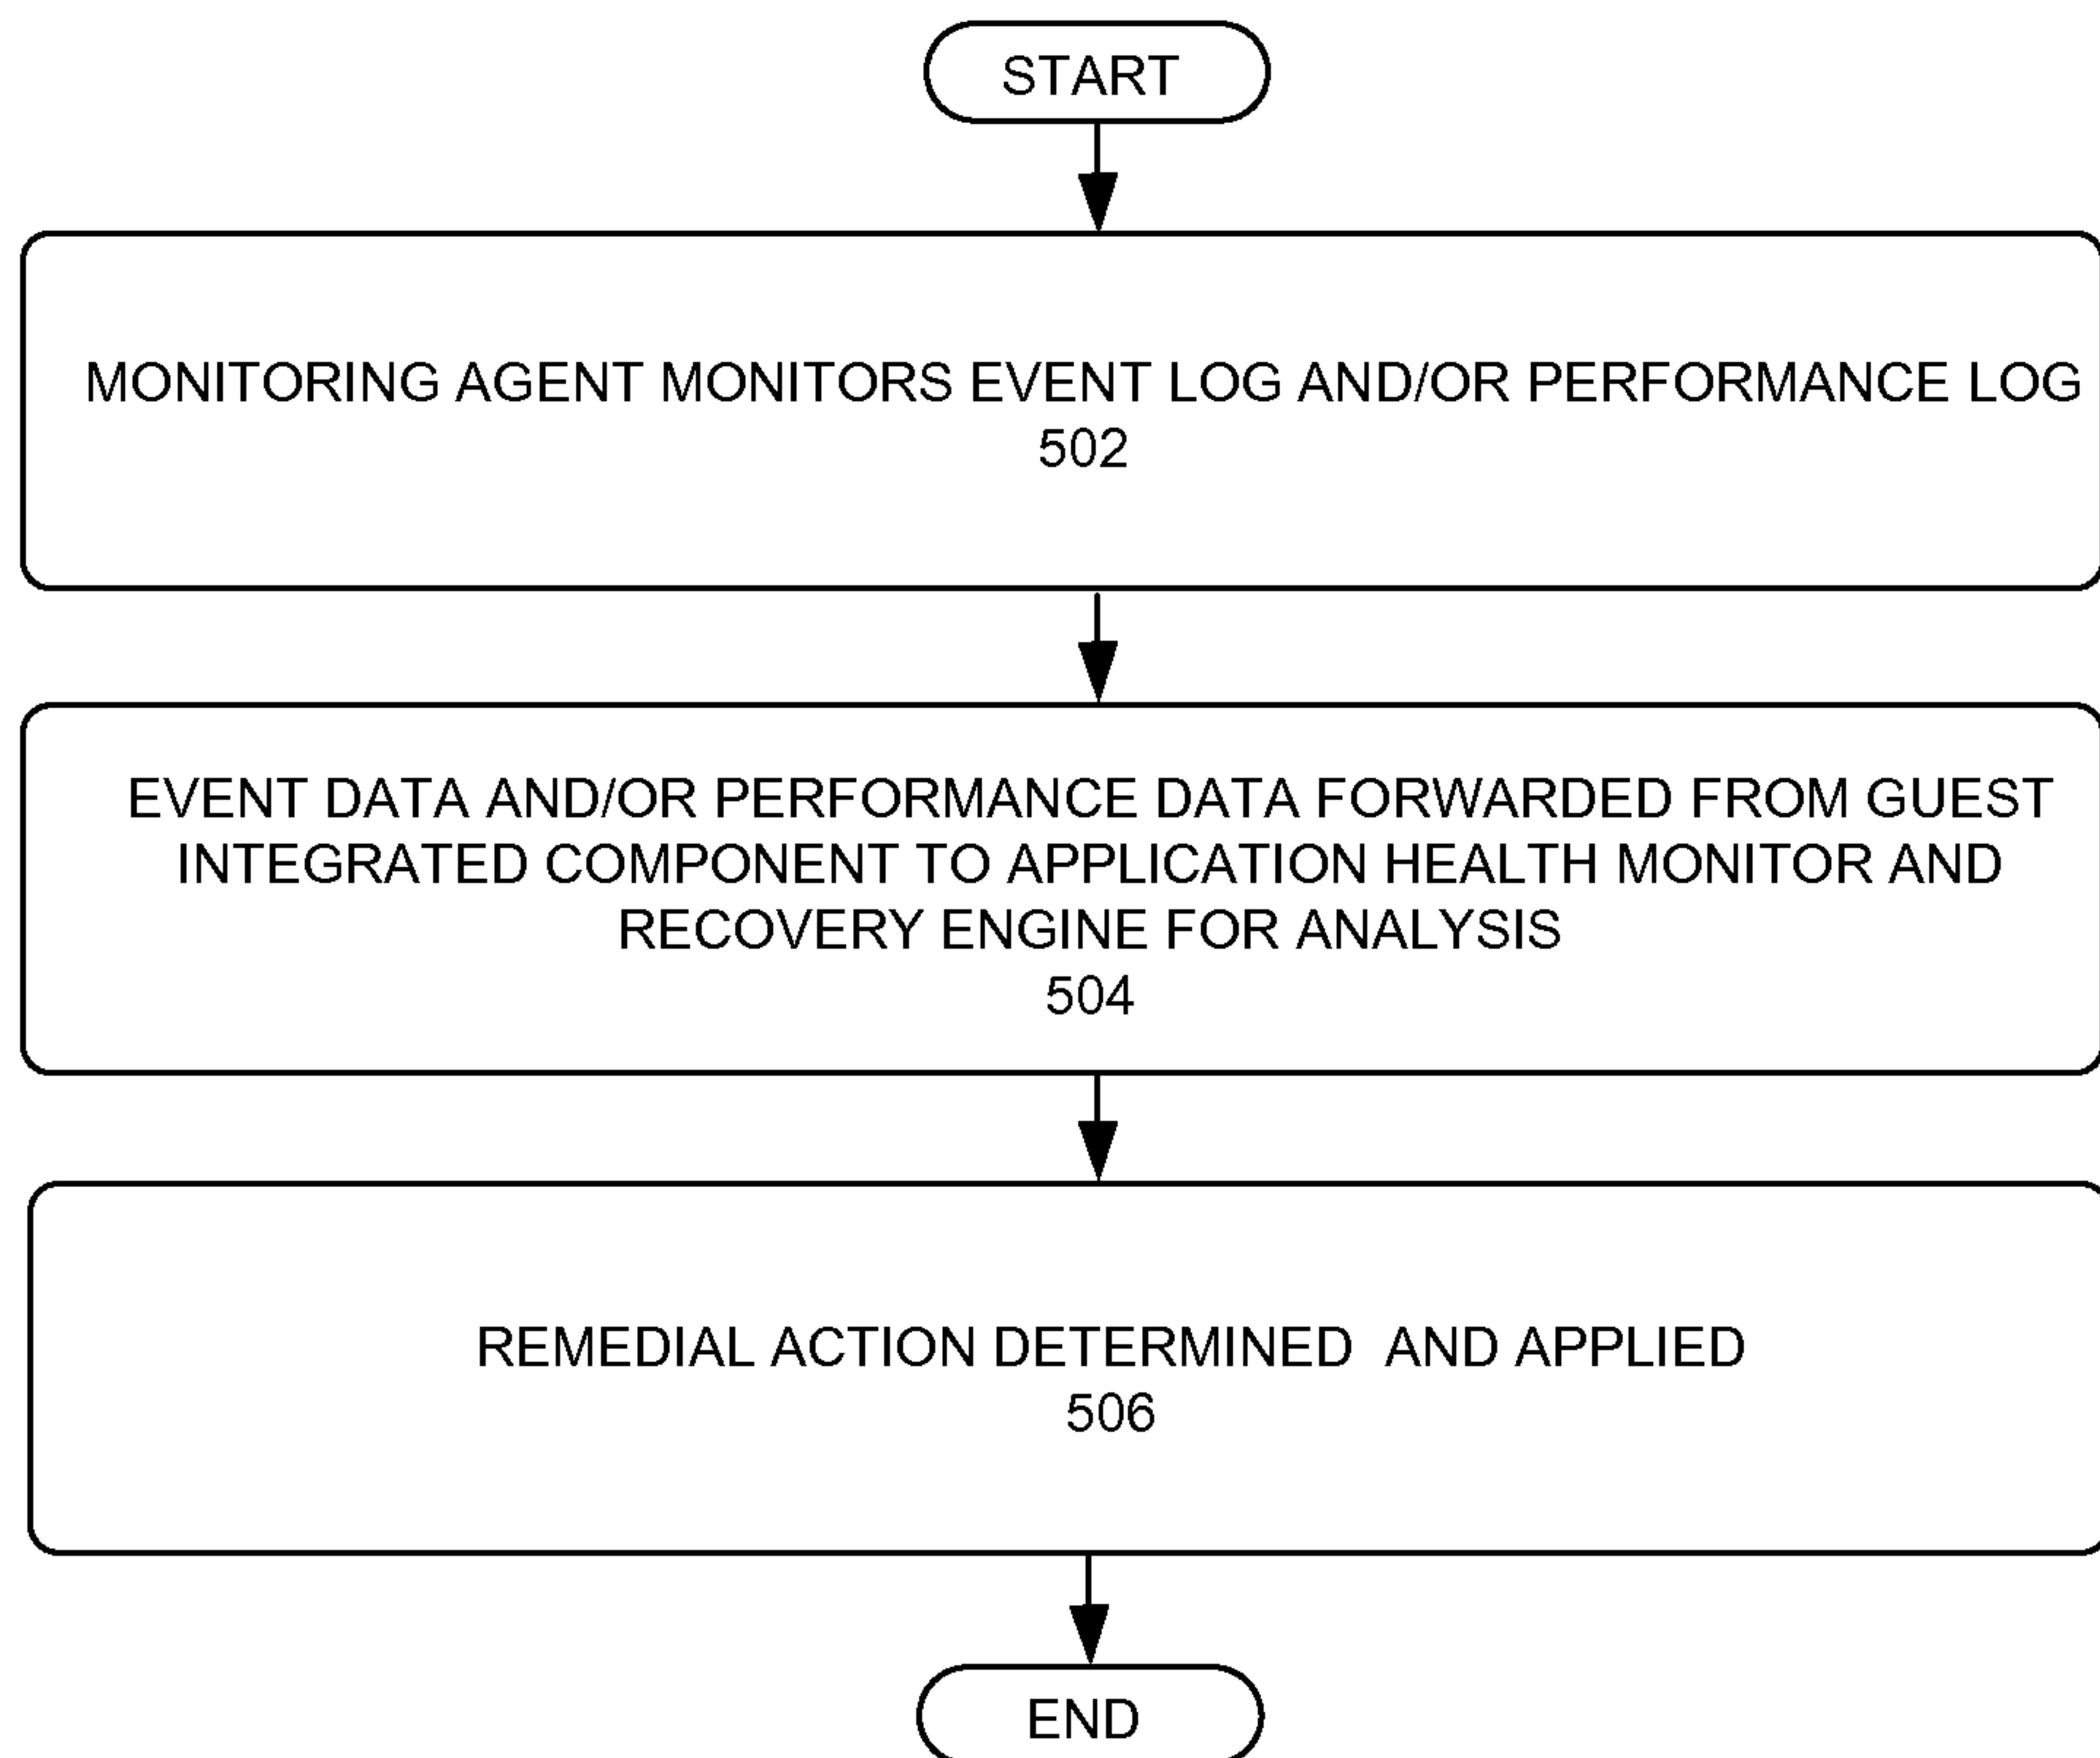 START
MONITORING AGENT MONITORS EVENT LOG AND/OR PERFORMANCE LOG
502
EVENT DATA AND/OR PERFORMANCE DATA FORWARDED FROM GUEST
INTEGRATED COMPONENT TO APPLICATION HEALTH MONITOR AND
RECOVERY ENGINE FOR ANALYSIS
504
REMEDIAL ACTION DETERMINED  AND APPLIED
506
END